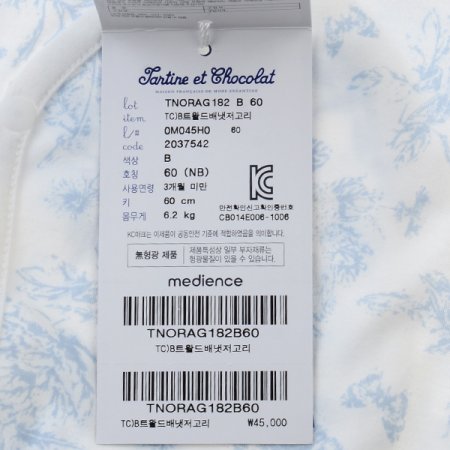 Tartine et Chocolat
MAISON FRANÇAISE DE MODE ENFANTINE
lot TNORAG182 B 60
item TC)B트왈드배냇저고리
l/# 0M045H0 60
code 2037542
색상 B
호칭 60 (NB)
사용연령 3개월 미만
키 60 cm
몸무게 6.2 kg
안전확인신고확인증번호
CB014E006-1006
KC마크는 이제품이 공통안전 기준에 적합하였음을 의미합니다.
無형광 제품
제품특성상 일부 부자재류는
형광물질이 있을 수 있습니다.
medience
TNORAG182B60
TC)B트왈드배냇저고리
TNORAG182B60
TC)B트왈드배냇저고리 ₩45,000